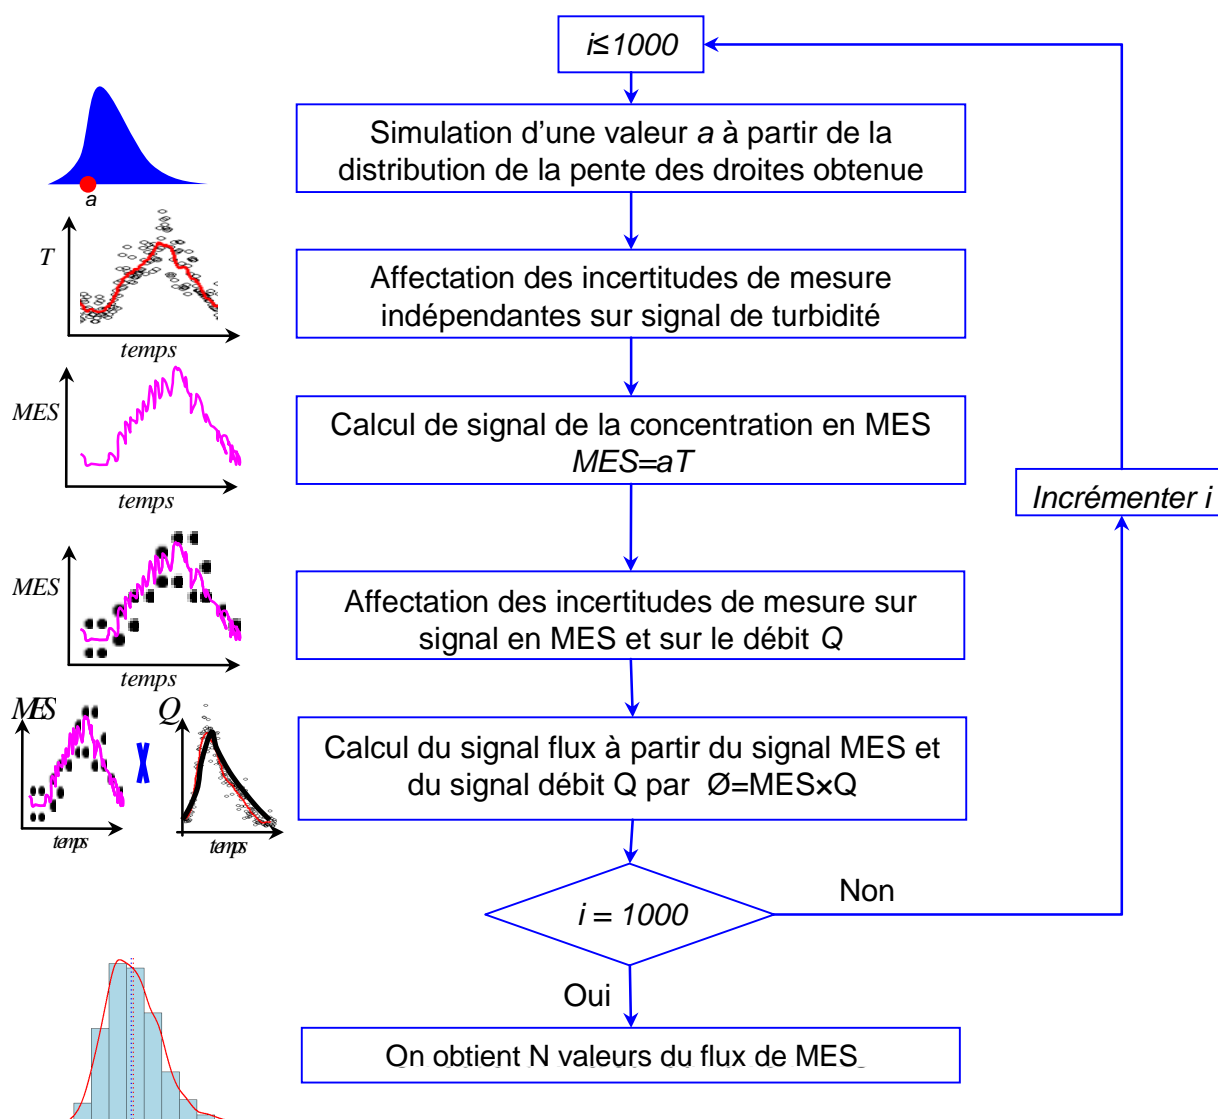 i≤1000
Simulation d’une valeur a à partir de la
distribution de la pente des droites obtenue
a
T
temps
Affectation des incertitudes de mesure
indépendantes sur signal de turbidité
MES
temps
Calcul de signal de la concentration en MES
MES=aT
Incrémenter i
MES
temps
Affectation des incertitudes de mesure sur
signal en MES et sur le débit Q
MES
temps
Q
temps
Calcul du signal flux à partir du signal MES et
du signal débit Q par Ø=MES×Q
i = 1000
Non
Oui
On obtient N valeurs du flux de MES